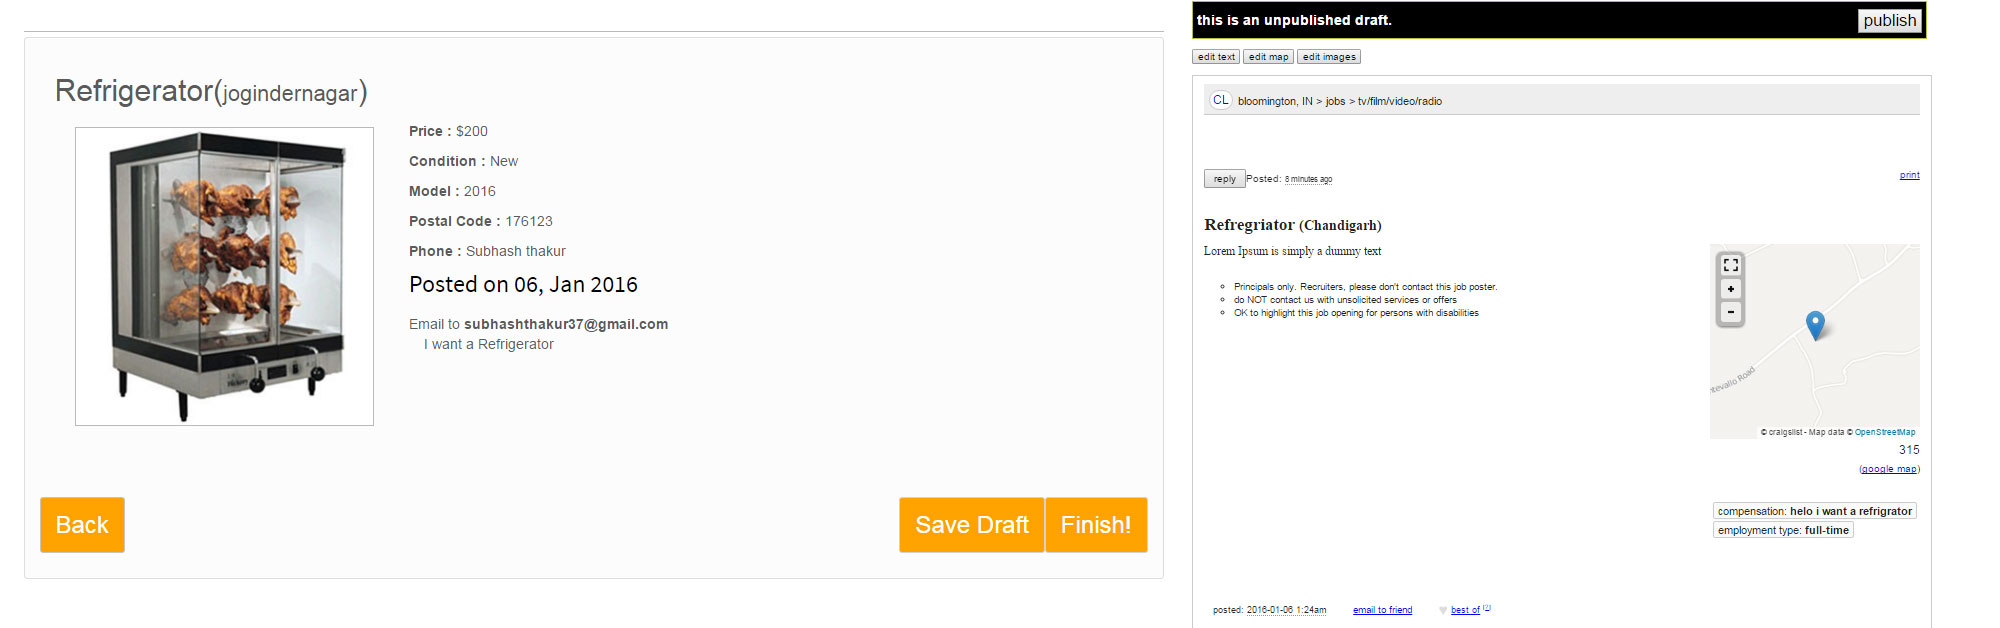 Refrigerator(jogindernagar)
Price : $200
Condition : New
Model : 2016
Postal Code : 176123
Phone : Subhash thakur
Posted on 06, Jan 2016
Email to subhashthakur37@gmail.com
I want a Refrigerator
Back
Save Draft
Finish!
this is an unpublished draft.
publish
edit text
edit map
edit images
CL bloomington, IN > jobs > tv/film/video/radio
reply Posted: 8 minutes ago
print
Refregriator (Chandigarh)
Lorem Ipsum is simply a dummy text
Principals only. Recruiters, please don't contact this job poster.
do NOT contact us with unsolicited services or offers
OK to highlight this job opening for persons with disabilities
+
-
tevallo Road
© craigslist - Map data © OpenStreetMap
315
(google map)
compensation: helo i want a refrigrator
employment type: full-time
posted: 2016-01-06 1:24am
email to friend
♥ best of [?]